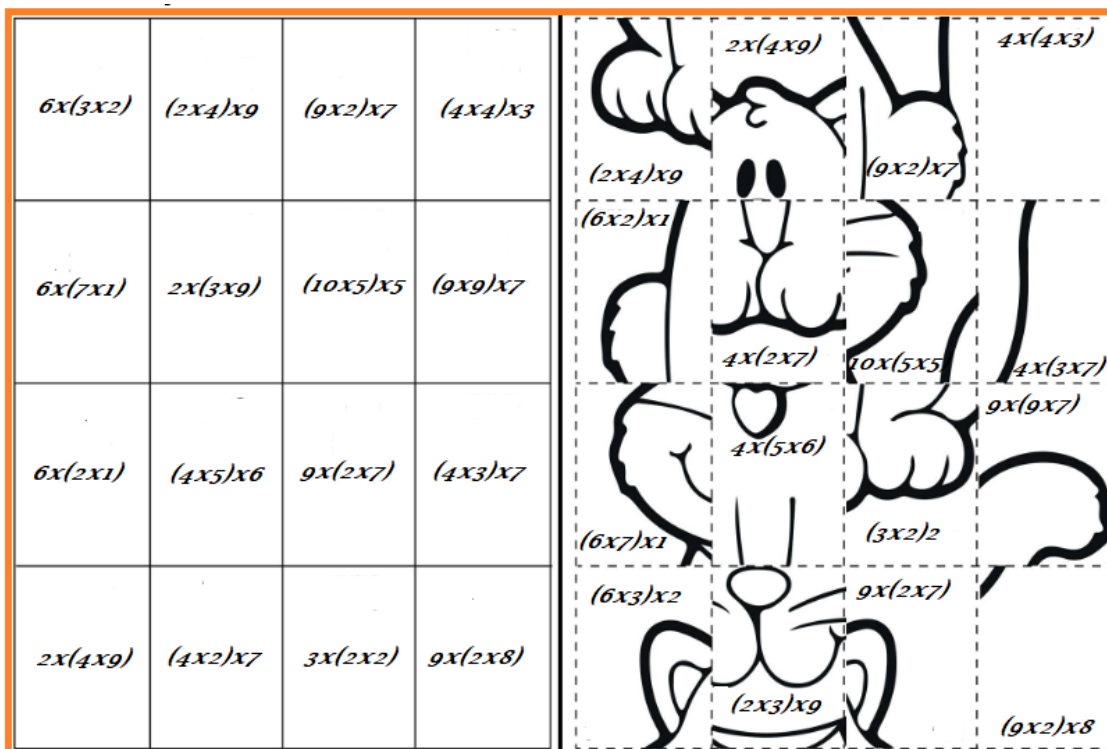 6x(3x2)
(2x4)x9
(9x2)x7
(4x4)x3
6x(7x1)
2x(3x9)
(10x5)x5
(9x9)x7
6x(2x1)
(4x5)x6
9x(2x7)
(4x3)x7
2x(4x9)
(4x2)x7
3x(2x2)
9x(2x8)
(2x4)x9
2x(4x9)
(9x2)x7
4x(4x3)
(6x2)x1
4x(2x7)
10x(5x5
4x(3x7)
(6x7)x1
4x(5x6)
(3x2)2
9x(9x7)
(6x3)x2
(2x3)x9
9x(2x7)
(9x2)x8